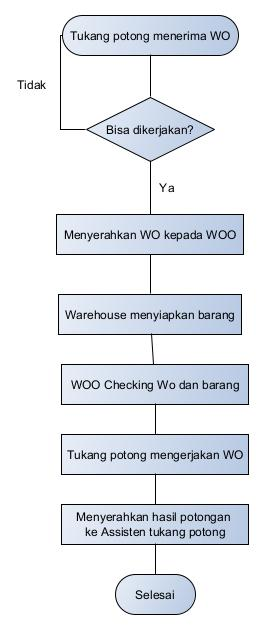 Tukang potong menerima WO
Tidak
Bisa dikerjakan?
Ya
Menyerahkan WO kepada WOO
Warehouse menyiapkan barang
WOO Checking Wo dan barang
Tukang potong mengerjakan WO
Menyerahkan hasil potongan
ke Assisten tukang potong
Selesai